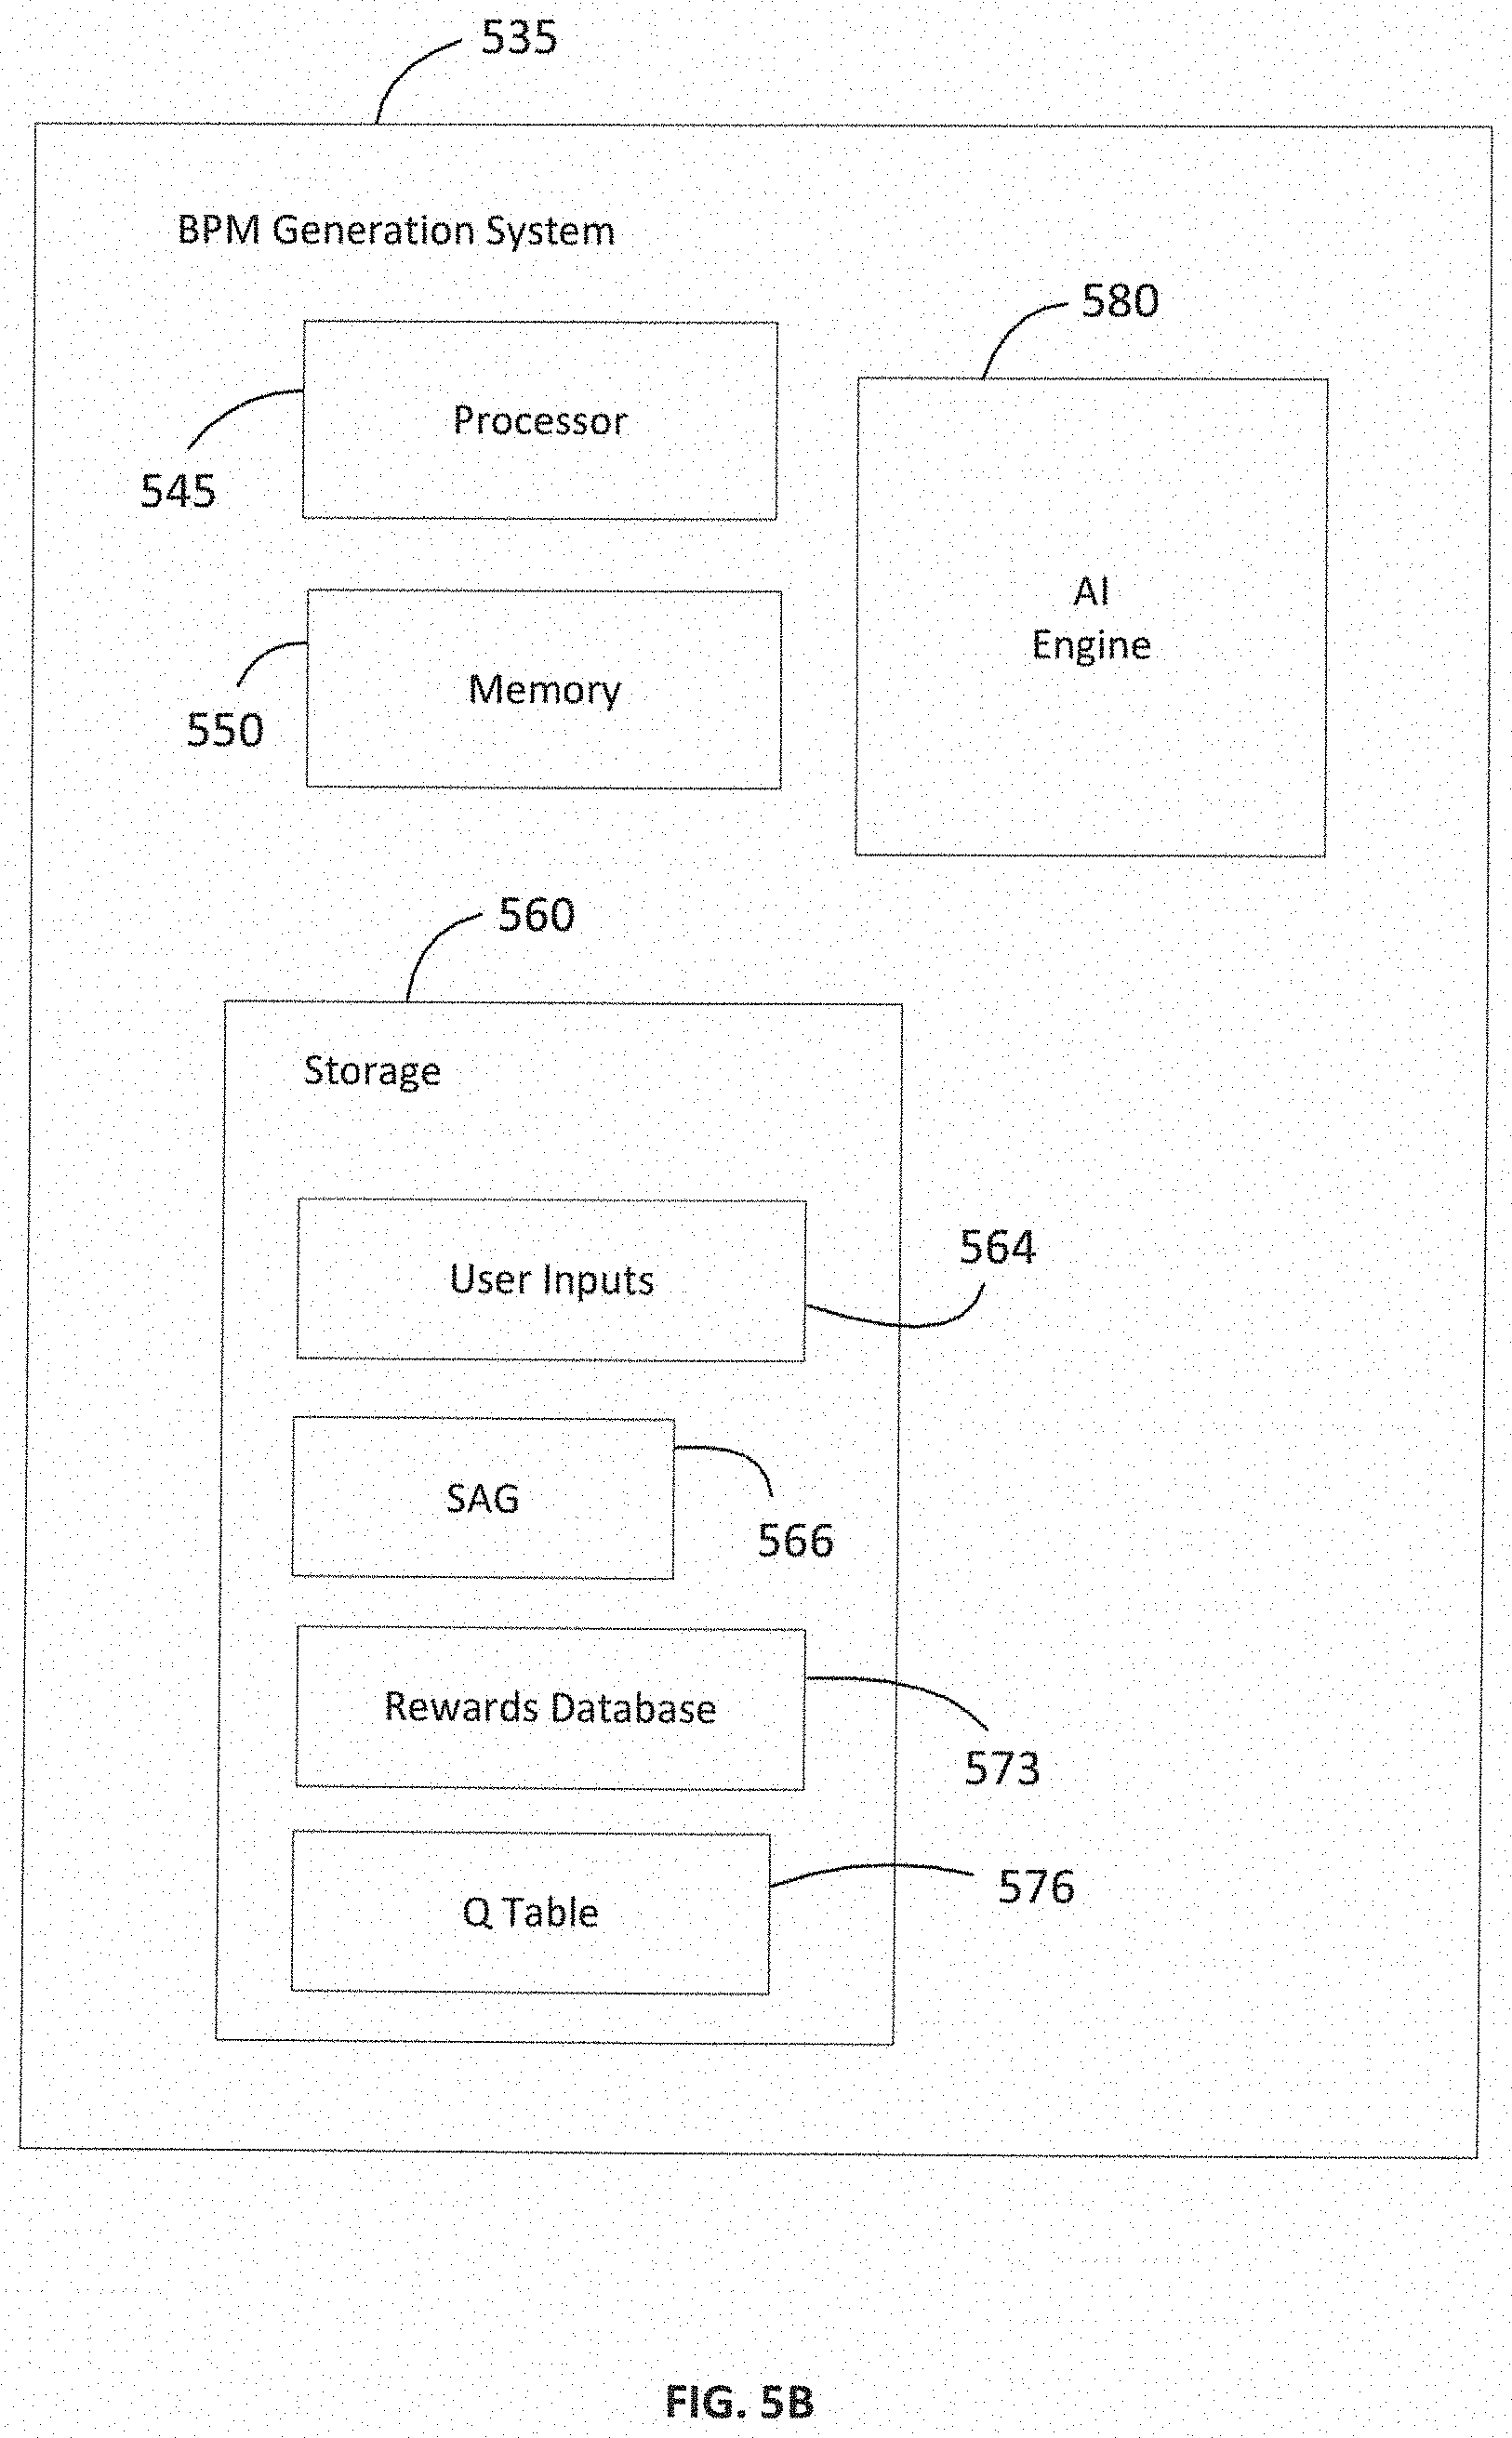 535
BPM Generation System
580
Processor
545
AI
Engine
Memory
550
560
Storage
564
User Inputs
SAG
566
Rewards Database
573
576
Q Table
FIG. 5B